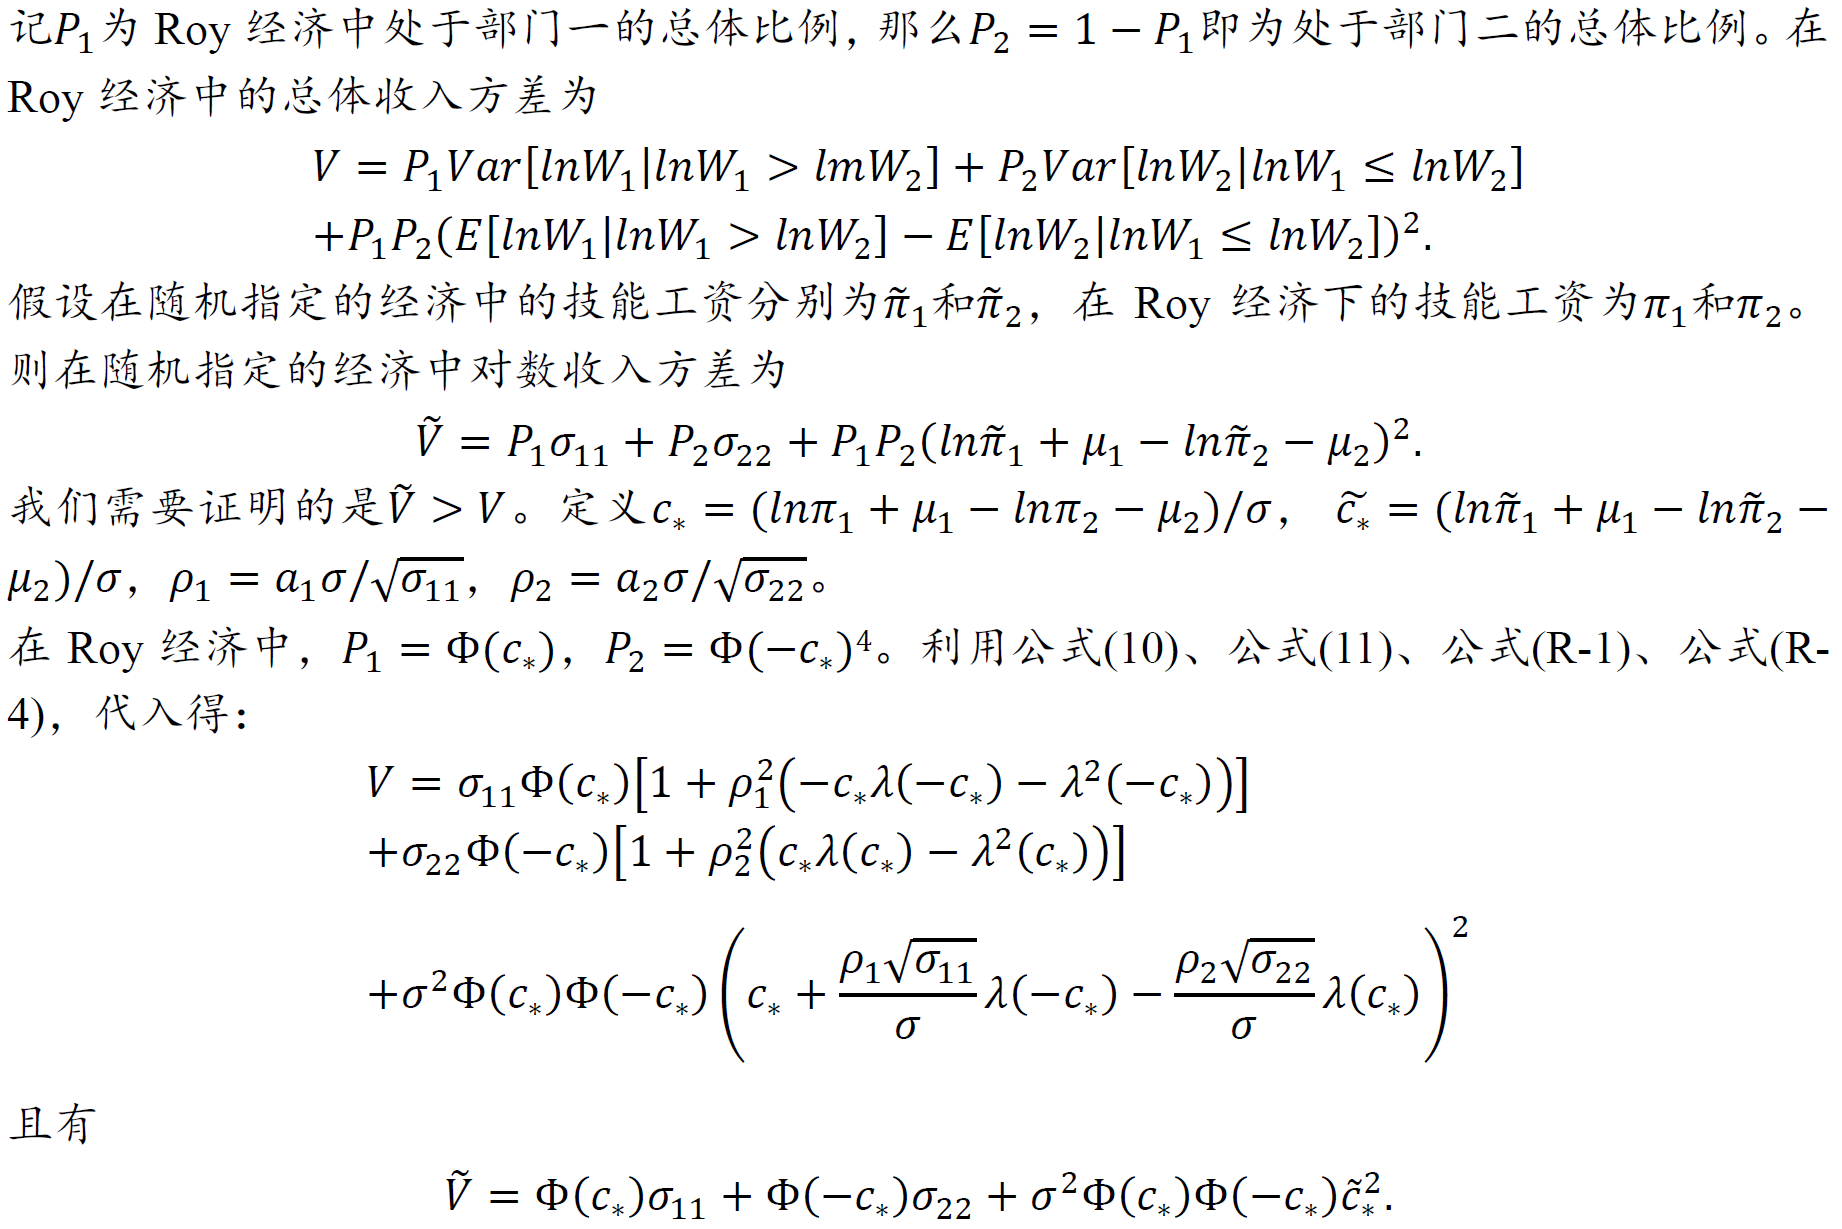 记P₁为 Roy 经济中处于部门一的总体比例，那么P₂ = 1 − P₁即为处于部门二的总体比例。在
Roy 经济中的总体收入方差为
V = P₁Var[lnW₁|lnW₁ > lmW₂] + P₂Var[lnW₂|lnW₁ ≤ lnW₂]
+P₁P₂(E[lnW₁|lnW₁ > lnW₂] − E[lnW₂|lnW₁ ≤ lnW₂])².
假设在随机指定的经济中的技能工资分别为π̃₁和π̃₂，在 Roy 经济下的技能工资为π₁和π₂。
则在随机指定的经济中对数收入方差为
Ṽ = P₁σ₁₁ + P₂σ₂₂ + P₁P₂(lnπ̃₁ + μ₁ − lnπ̃₂ − μ₂)².
我们需要证明的是Ṽ > V。定义c∗ = (lnπ₁ + μ₁ − lnπ₂ − μ₂)/σ， c̃∗ = (lnπ̃₁ + μ₁ − lnπ̃₂ −
μ₂)/σ，ρ₁ = a₁σ/√σ₁₁，ρ₂ = a₂σ/√σ₂₂。
在 Roy 经济中，P₁ = Φ(c∗)，P₂ = Φ(−c∗)⁴。利用公式(10)、公式(11)、公式(R-1)、公式(R-
4)，代入得：
V = σ₁₁Φ(c∗)[1 + ρ₁²(−c∗λ(−c∗) − λ²(−c∗))]
+σ₂₂Φ(−c∗)[1 + ρ₂²(c∗λ(c∗) − λ²(c∗))]
+σ²Φ(c∗)Φ(−c∗)(c∗ + (ρ₁√σ₁₁/σ)λ(−c∗) − (ρ₂√σ₂₂/σ)λ(c∗))²
且有
Ṽ = Φ(c∗)σ₁₁ + Φ(−c∗)σ₂₂ + σ²Φ(c∗)Φ(−c∗)c̃∗².